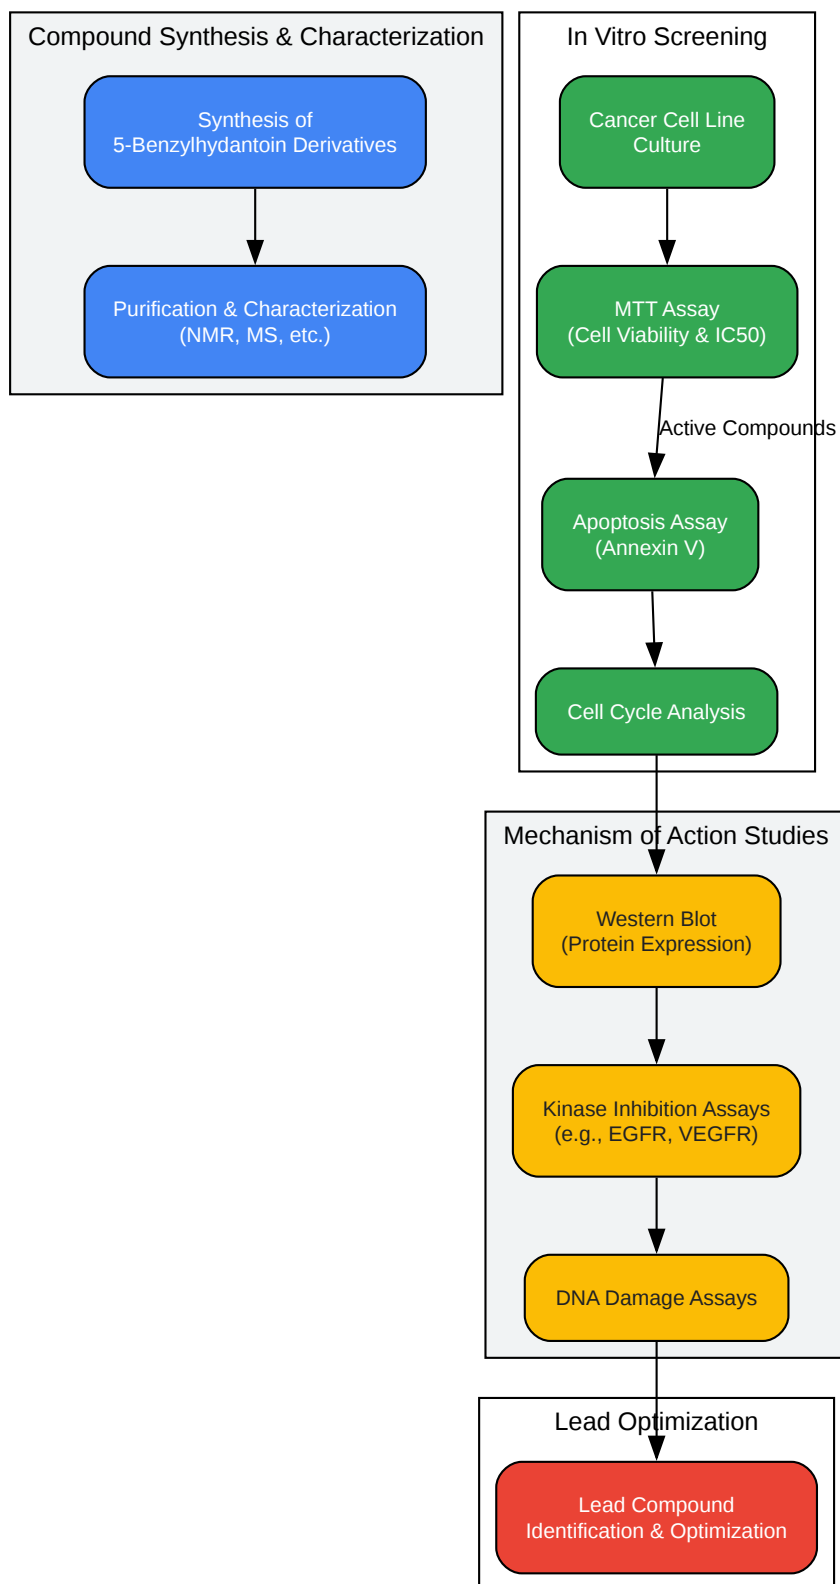 Compound Synthesis & Characterization
Synthesis of
5-Benzylhydantoin Derivatives
Purification & Characterization
(NMR, MS, etc.)
In Vitro Screening
Cancer Cell Line
Culture
MTT Assay
(Cell Viability & IC50)
Active Compounds
Apoptosis Assay
(Annexin V)
Cell Cycle Analysis
Mechanism of Action Studies
Western Blot
(Protein Expression)
Kinase Inhibition Assays
(e.g., EGFR, VEGFR)
DNA Damage Assays
Lead Optimization
Lead Compound
Identification & Optimization